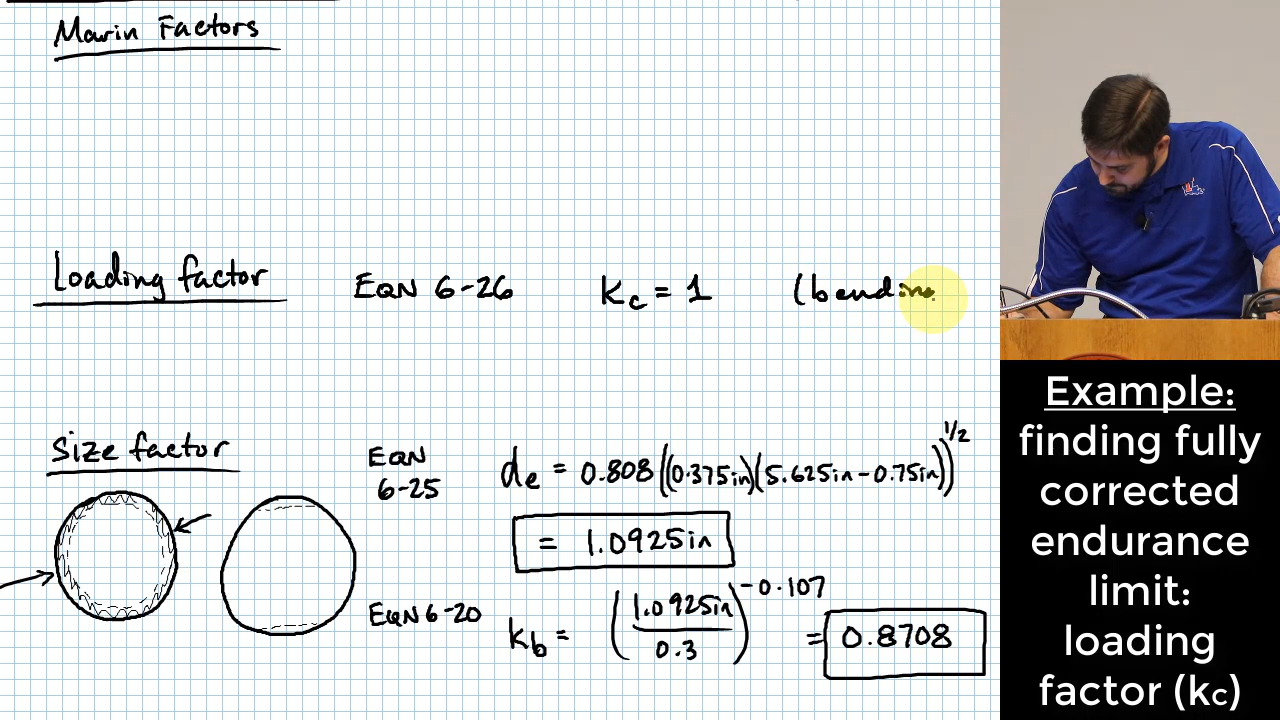 Marin Factors
Loading factor EQN 6-26 kc = 1 (bending
Size factor
EQN
6-25
de = 0.808((0.375in)(5.625in-0.75in))^1/2
= 1.0925in
EQN 6-20
kb = (1.0925in/0.3)^-0.107 = 0.8708
Example:
finding fully
corrected
endurance
limit:
loading
factor (kc)